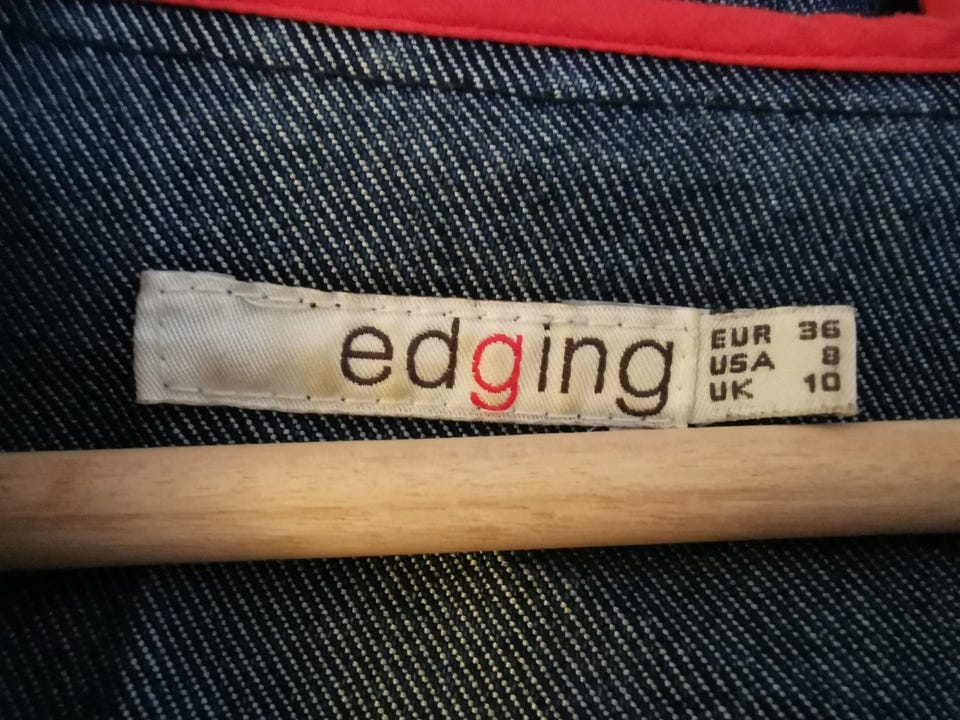 edging
EUR 36
USA 8
UK 10